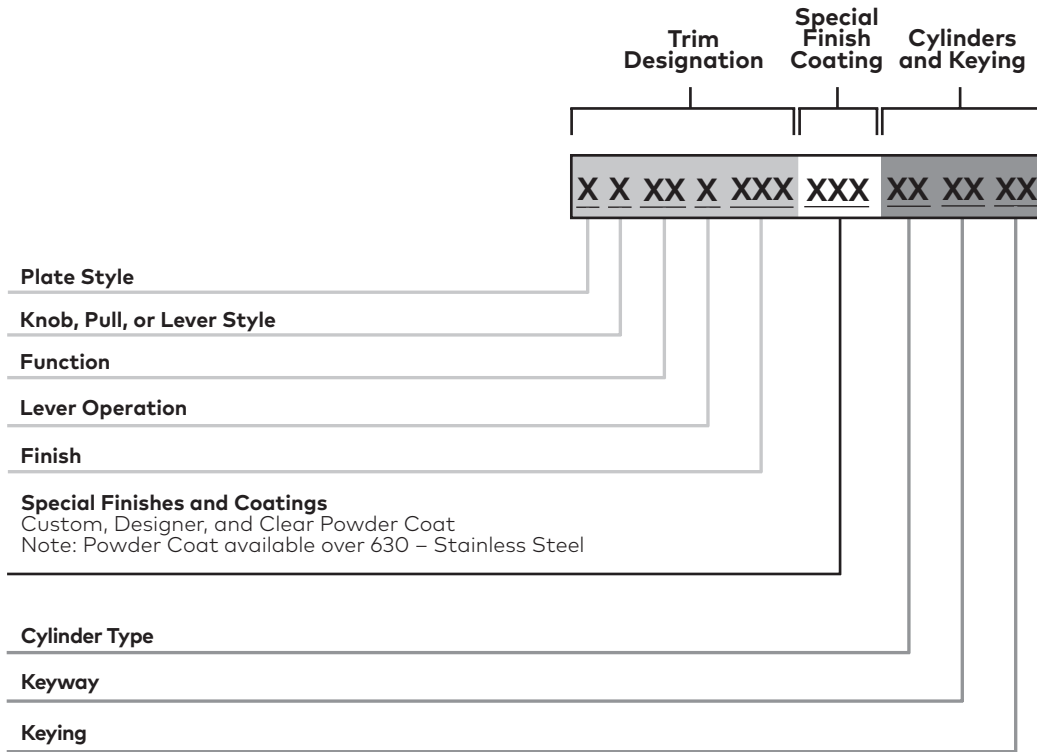 Trim
Designation
Special
Finish
Coating
Cylinders
and Keying
X X XX X XXX XXX XX XX XX
Plate Style
Knob, Pull, or Lever Style
Function
Lever Operation
Finish
Special Finishes and Coatings
Custom, Designer, and Clear Powder Coat
Note: Powder Coat available over 630 – Stainless Steel
Cylinder Type
Keyway
Keying